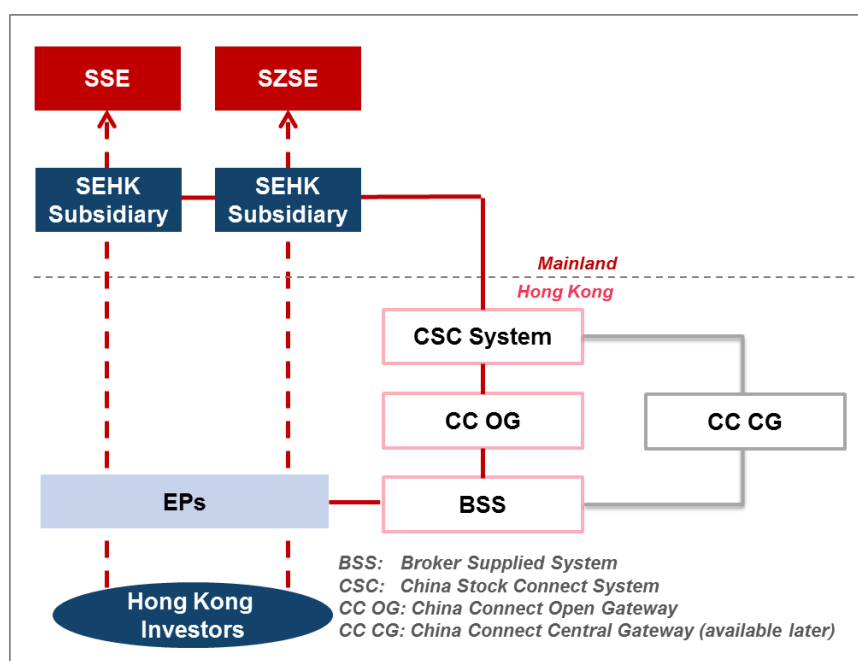 SSE
SZSE
SEHK
Subsidiary
SEHK
Subsidiary
Mainland
Hong Kong
CSC System
CC OG
CC CG
EPs
BSS
BSS: Broker Supplied System
CSC: China Stock Connect System
CC OG: China Connect Open Gateway
CC CG: China Connect Central Gateway (available later)
Hong Kong
Investors